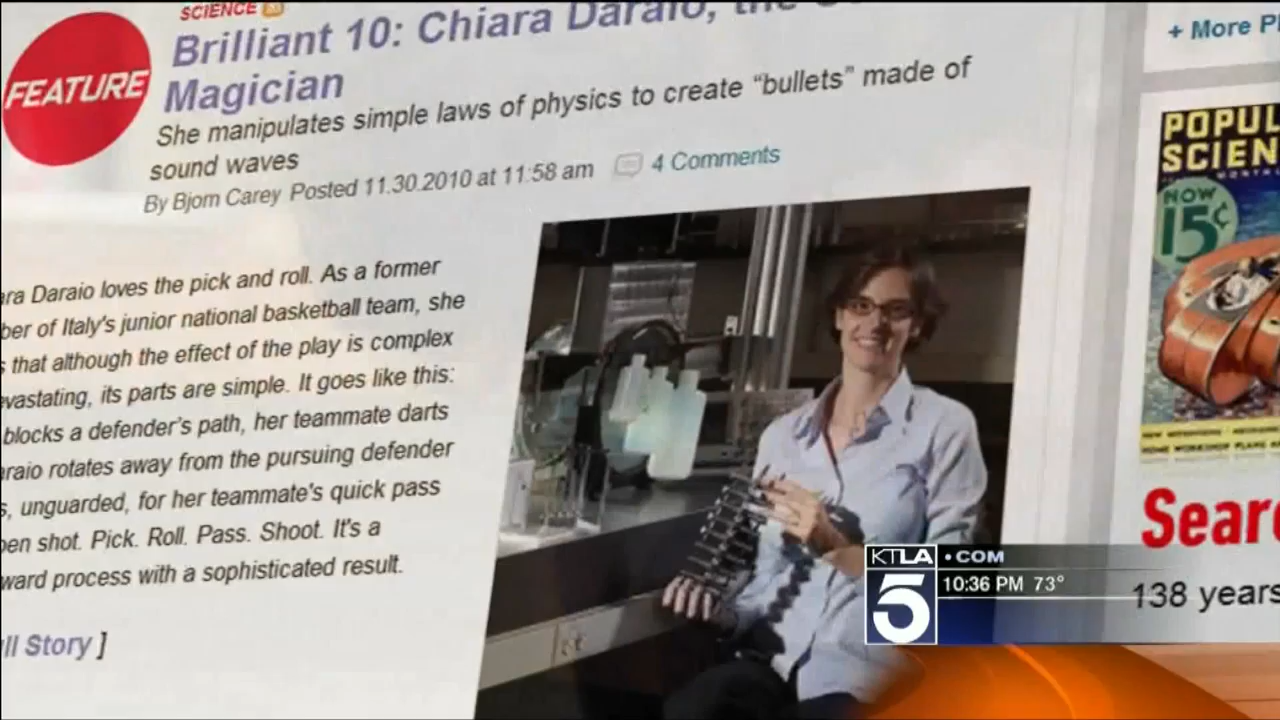 SCIENCE
Brilliant 10: Chiara Daraio, the
FEATURE
Magician
She manipulates simple laws of physics to create “bullets” made of
sound waves
By Bjorn Carey Posted 11.30.2010 at 11:58 am 4 Comments
ara Daraio loves the pick and roll. As a former
ber of Italy's junior national basketball team, she
s that although the effect of the play is complex
evastating, its parts are simple. It goes like this:
blocks a defender's path, her teammate darts
araio rotates away from the pursuing defender
s, unguarded, for her teammate's quick pass
pen shot. Pick. Roll. Pass. Shoot. It's a
ward process with a sophisticated result.
ll Story ]
+ More P
POPUL
SCIEN
MONTHL
NOW
15¢
Sear
138 years
KTLA • COM
5
10:36 PM 73°